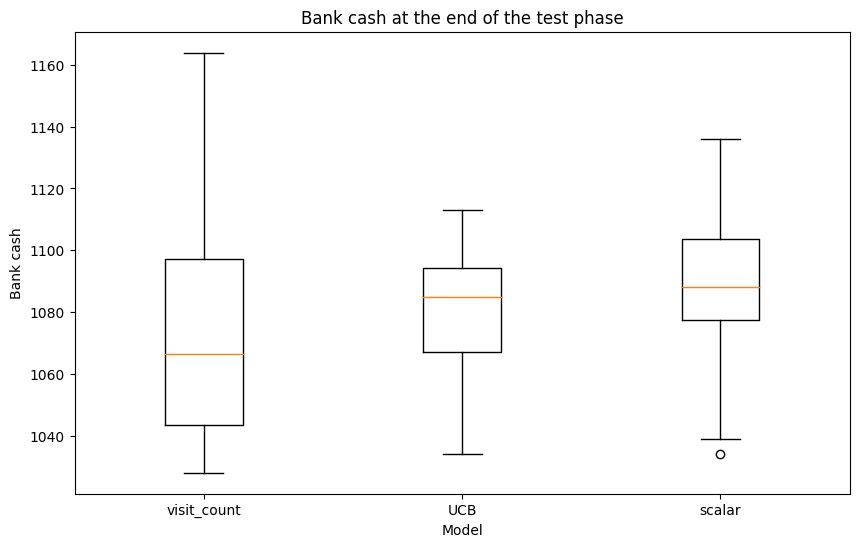 Bank cash at the end of the test phase
Bank cash
1160
1140
1120
1100
1080
1060
1040
visit_count
UCB
scalar
Model